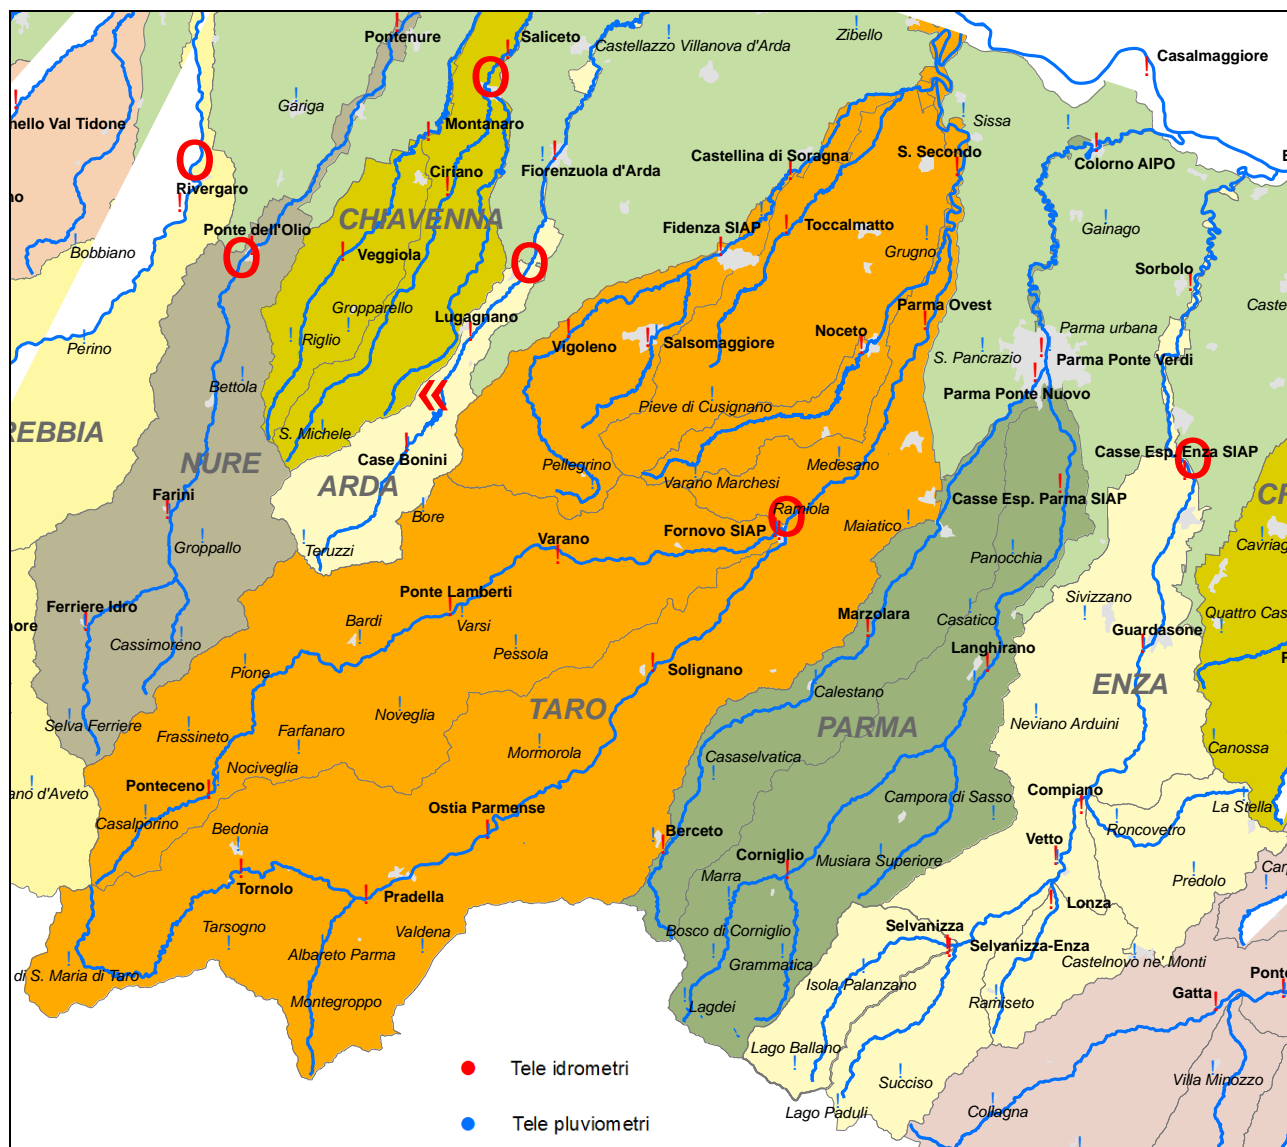 Pontenure
Saliceto
Castellazzo Villanova d'Arda
Zibello
Casalmaggiore
Gariga
nello Val Tidone
Montanaro
Sissa
Castellina di Soragna
S. Secondo
Colorno AIPO
Rivergaro
Ciriano
Fiorenzuola d'Arda
CHIAVENNA
Ponte dell'Olio
Fidenza SIAP
Toccalmatto
Gainago
Bobbiano
Veggiola
Grugno
Sorbolo
Gropparello
Parma Ovest
Caste
Lugagnano
Riglio
Vigoleno
Salsomaggiore
Noceto
Parma urbana
Perino
S. Pancrazio
Parma Ponte Verdi
Bettola
Parma Ponte Nuovo
Pieve di Cusignano
S. Michele
REBBIA
NURE
Case Bonini
Pellegrino
Medesano
Casse Esp. Enza SIAP
ARDA
Varano Marchesi
Casse Esp. Parma SIAP
CR
Farini
Bore
Ramiola
Maiatico
Fornovo SIAP
Groppallo
Teruzzi
Varano
Panocchia
Cavriag
Ponte Lamberti
Sivizzano
Ferriere Idro
Marzolara
Casatico
Quattro Cas
nore
Bardi
Varsi
Guardasone
Cassimoreno
Pessola
Langhirano
Pione
Solignano
ENZA
Calestano
Selva Ferriere
Noveglia
TARO
PARMA
Neviano Arduini
Frassineto
Farfanaro
Mormorola
Casaselvatica
Canossa
Nociveglia
Ponteceno
ano d'Aveto
Campora di Sasso
Compiano
Casalporino
Ostia Parmense
La Stella
Bedonia
Berceto
Roncovetro
Vetto
Corniglio
Musiara Superiore
Marra
Predolo
Carp
Tornolo
Pradella
Lonza
Tarsogno
Valdena
Bosco di Corniglio
Selvanizza
Selvanizza-Enza
Albareto Parma
Castelnovo ne' Monti
di S. Maria di Taro
Grammatica
Isola Palanzano
Ponte
Gatta
Montegroppo
Lagdei
Ramiseto
Lago Ballano
Tele idrometri
Succiso
Villa Minozzo
Lago Paduli
Collagna
Tele pluviometri